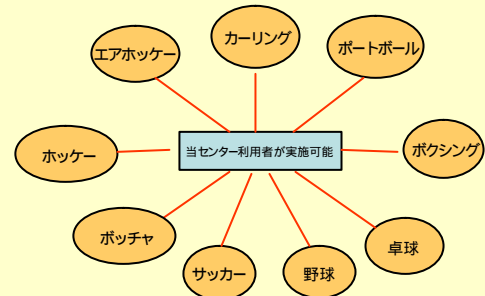 カーリング
エアホッケー
ポートボール
当センター利用者が実施可能
ホッケー
ボクシング
ボッチャ
卓球
サッカー
野球